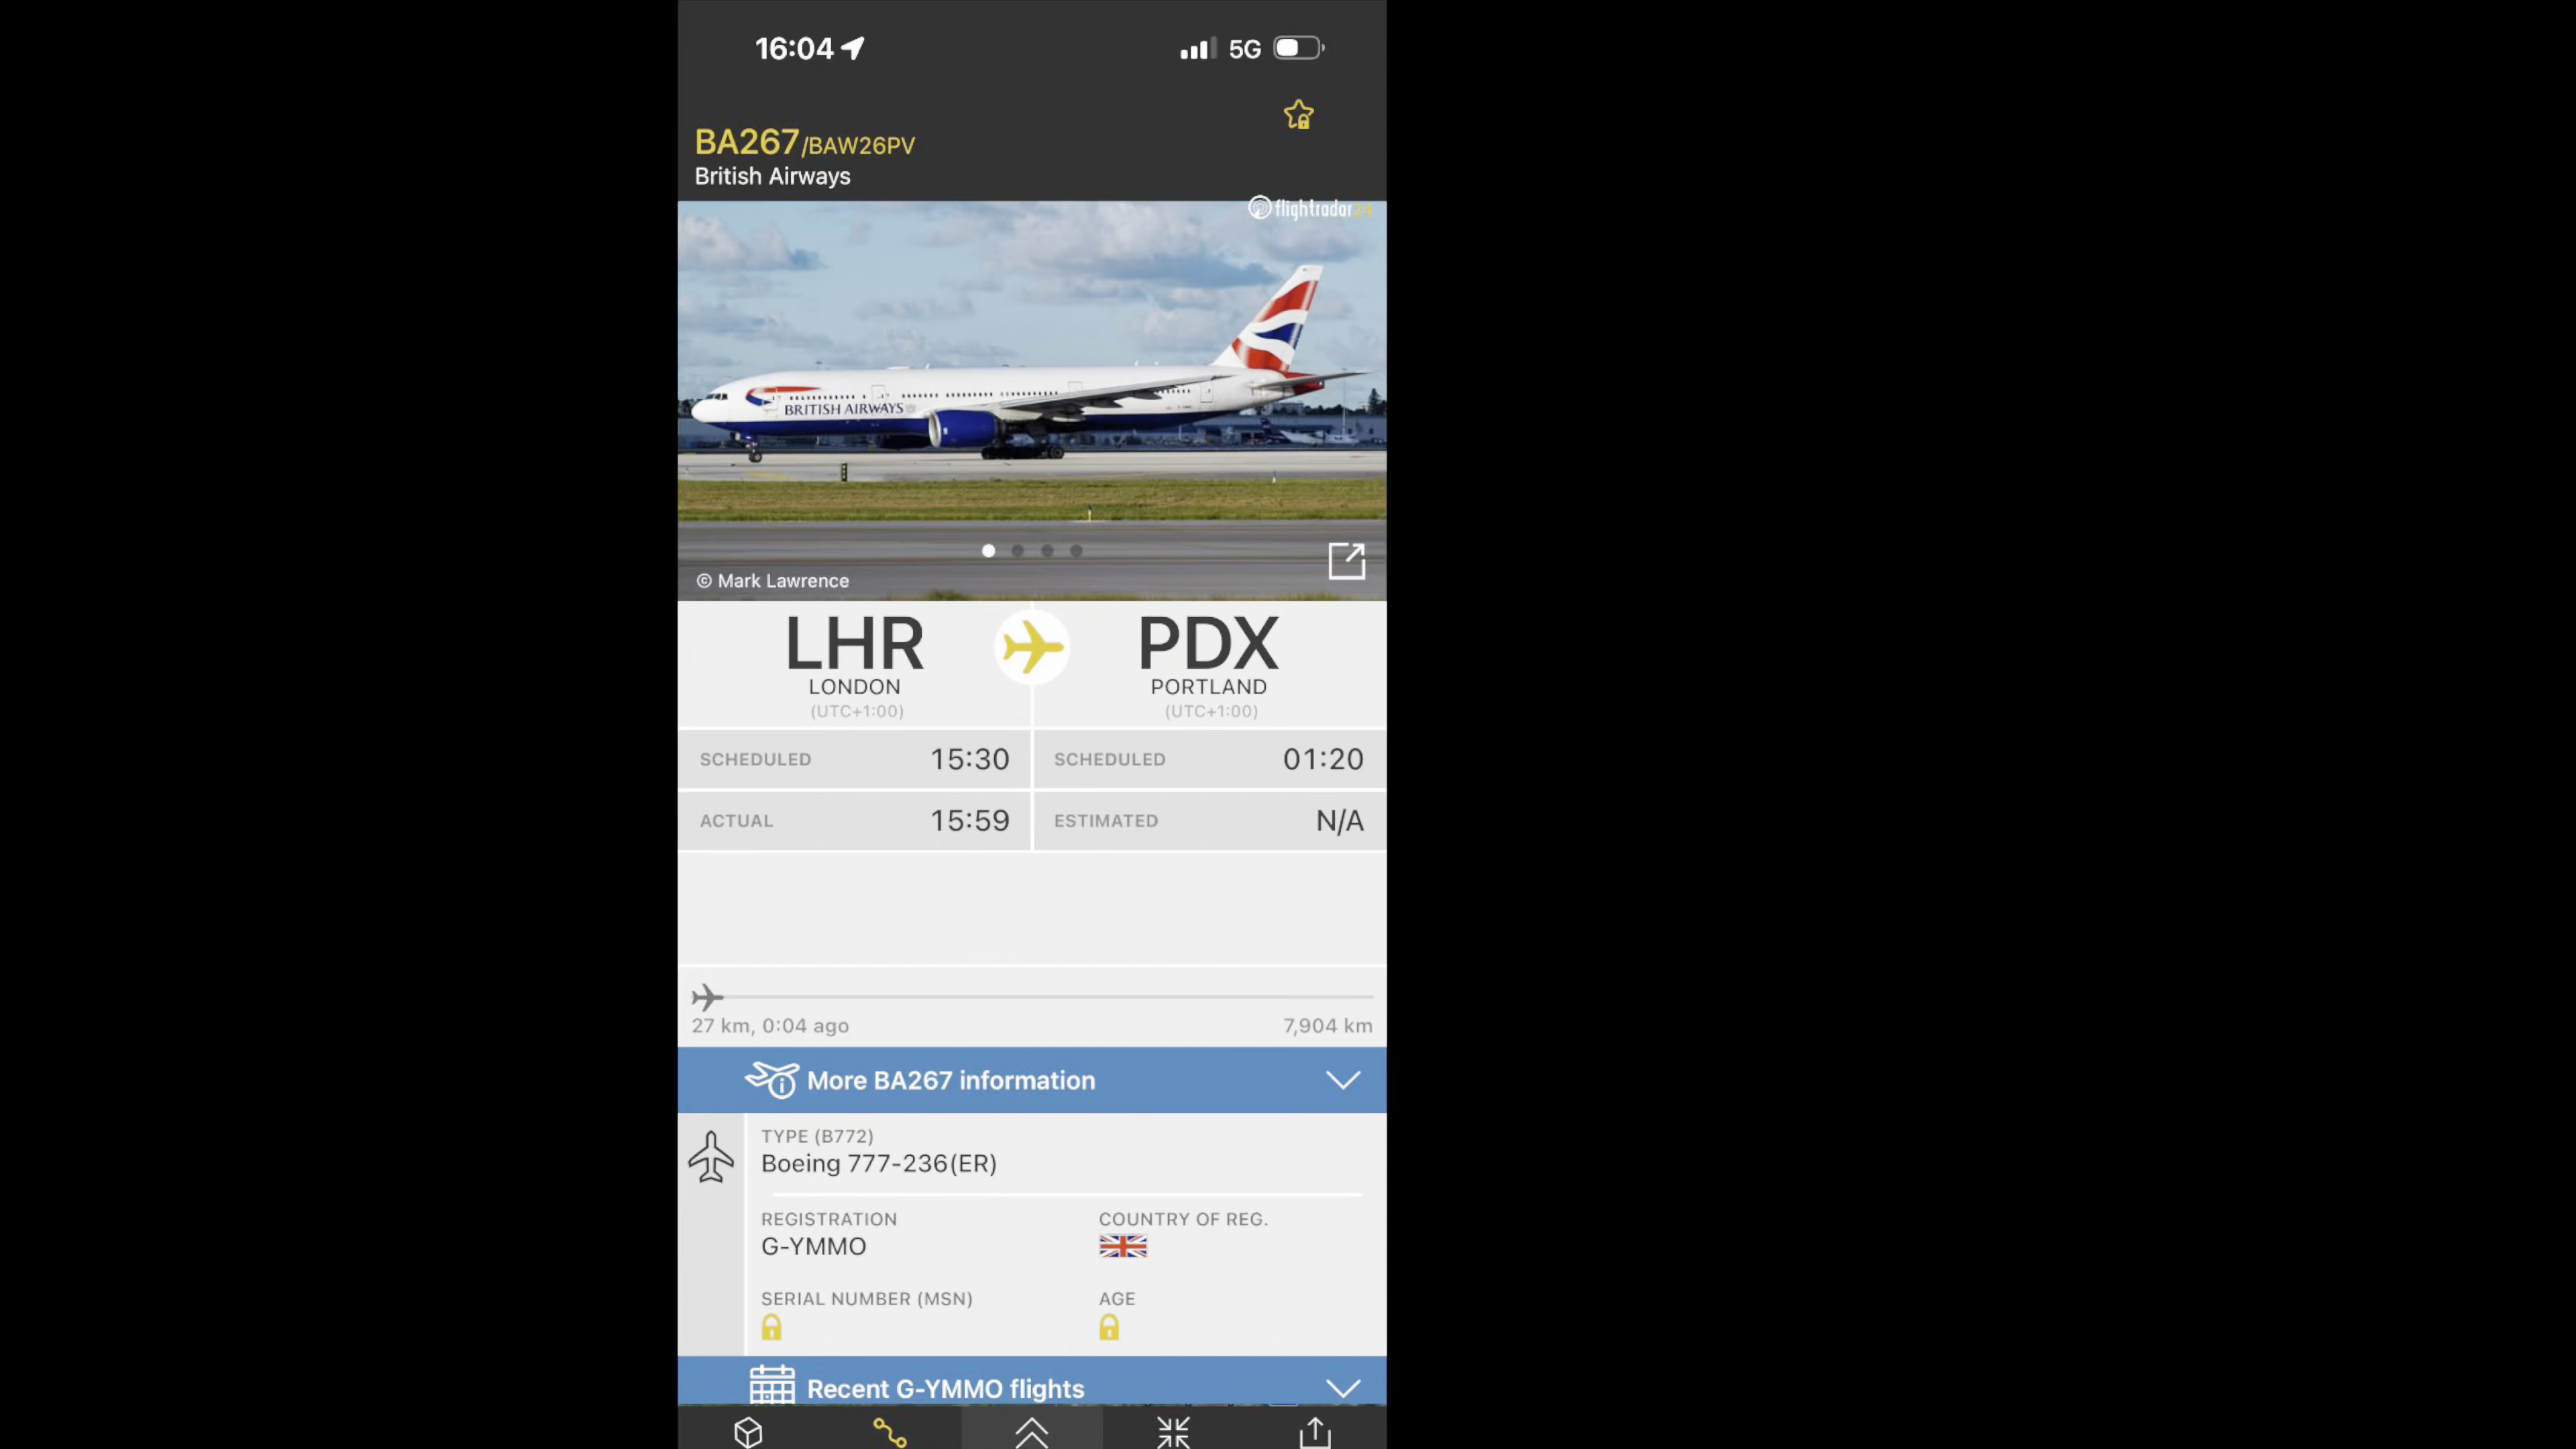 16:04
5G
BA267/BAW26PV
British Airways
flightradar24
BRITISH AIRWAYS
© Mark Lawrence
LHR
PDX
LONDON
PORTLAND
(UTC+1:00)
(UTC+1:00)
SCHEDULED 15:30
SCHEDULED 01:20
ACTUAL 15:59
ESTIMATED N/A
27 km, 0:04 ago
7,904 km
More BA267 information
TYPE (B772)
Boeing 777-236(ER)
REGISTRATION
COUNTRY OF REG.
G-YMMO
SERIAL NUMBER (MSN)
AGE
Recent G-YMMO flights